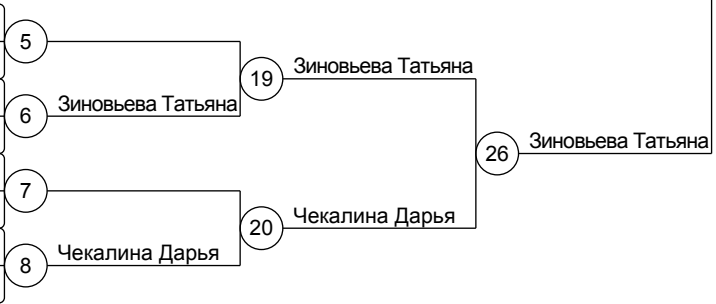 5
19 Зиновьева Татьяна
6 Зиновьева Татьяна
26 Зиновьева Татьяна
7
20 Чекалина Дарья
8 Чекалина Дарья